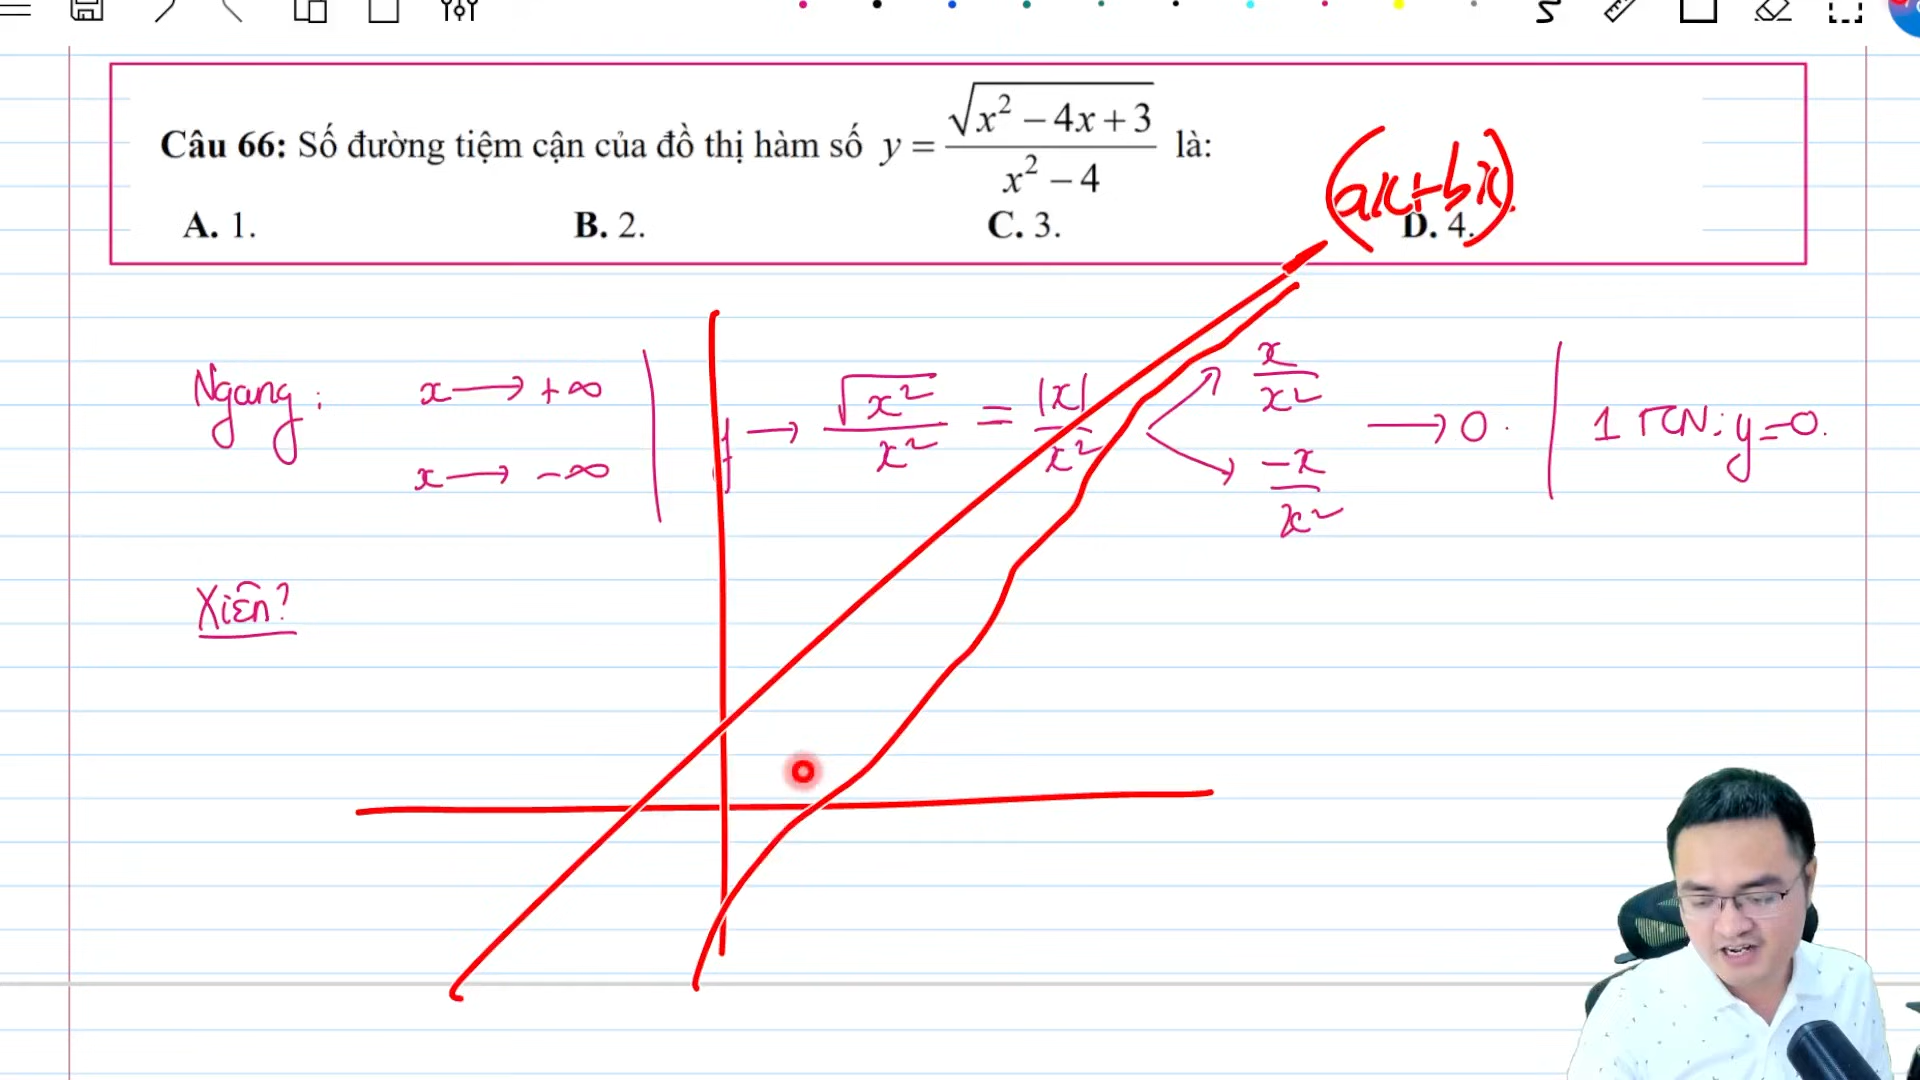 Câu 66: Số đường tiệm cận của đồ thị hàm số y = √(x² − 4x + 3) / (x² − 4) là:
A. 1. B. 2. C. 3. D. 4.
(ax+bx).
Ngang: x → +∞
x → −∞
y → √x² / x² = |x| / x²
x / x²
−x / x²
→ 0.
1 TCN: y=0.
Xiên?